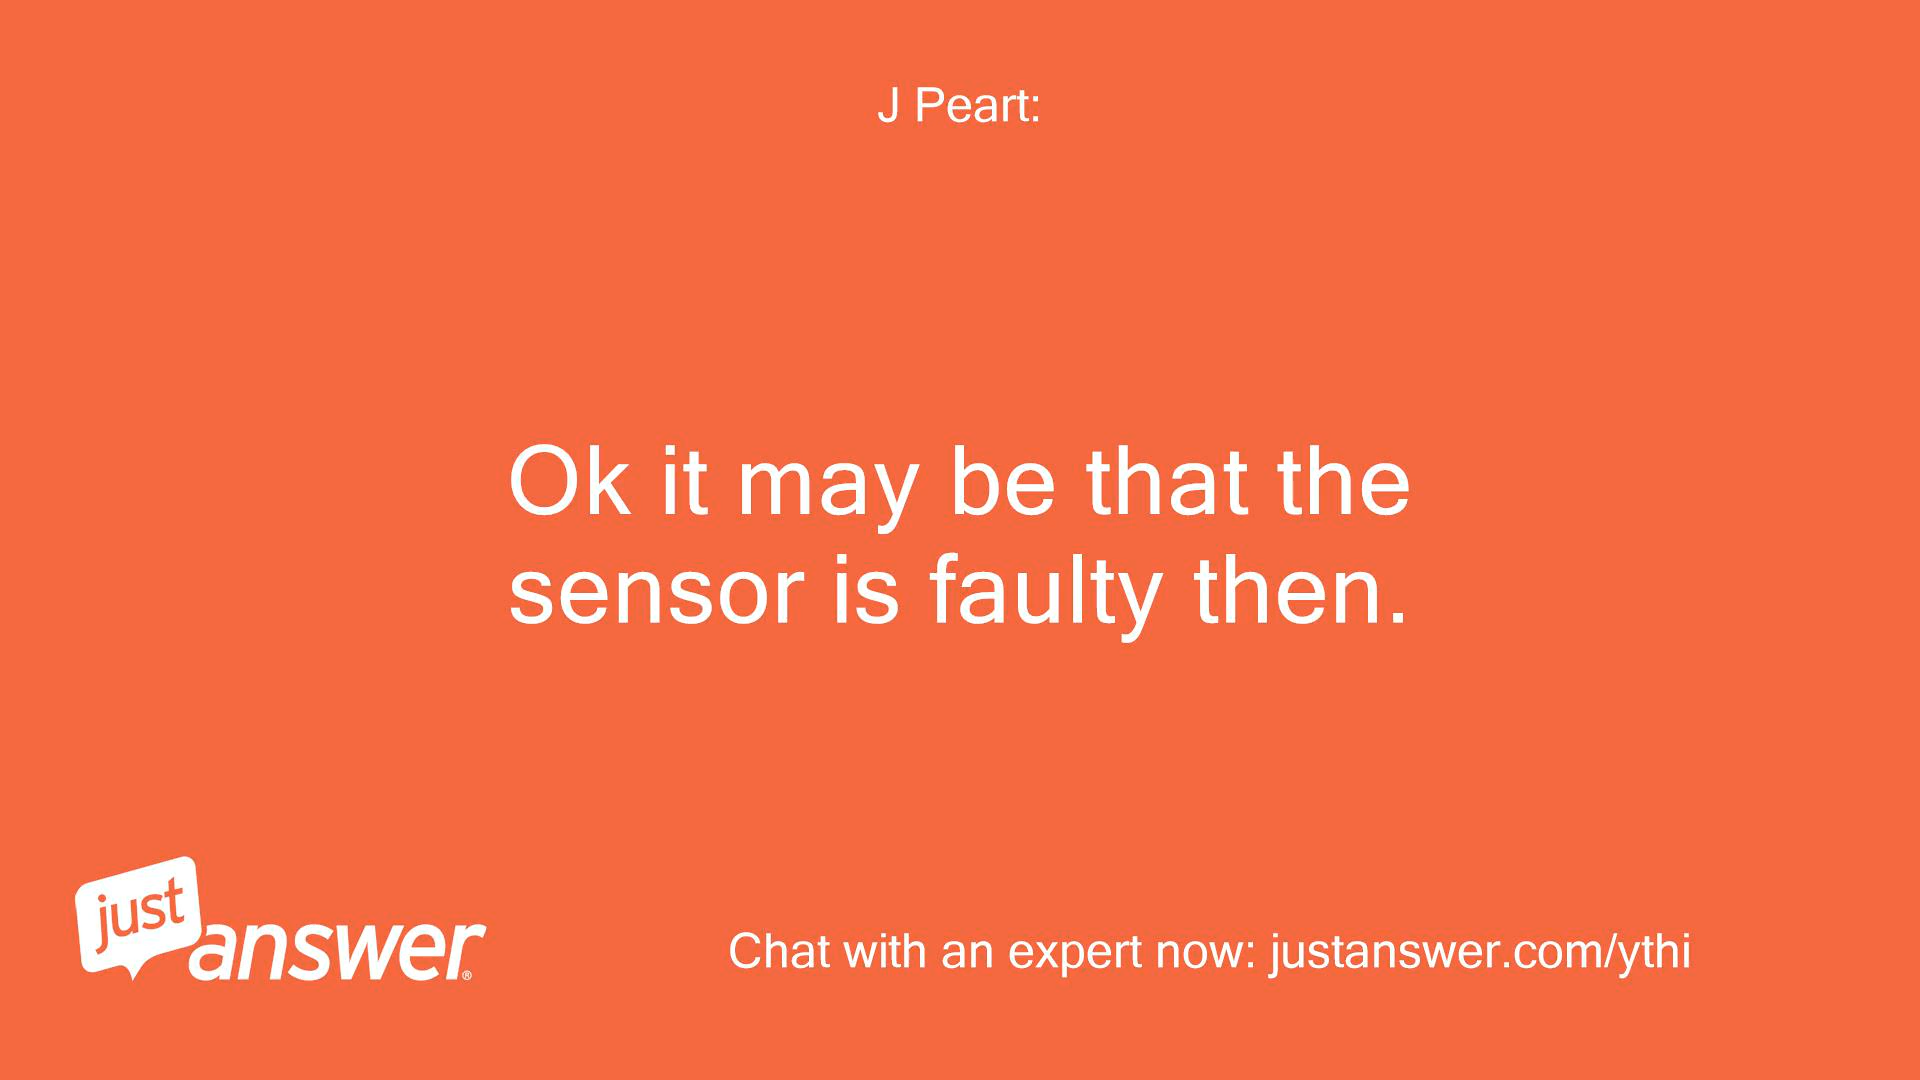 J Peart:
Ok it may be that the
sensor is faulty then.
just
answer®
Chat with an expert now: justanswer.com/ythi